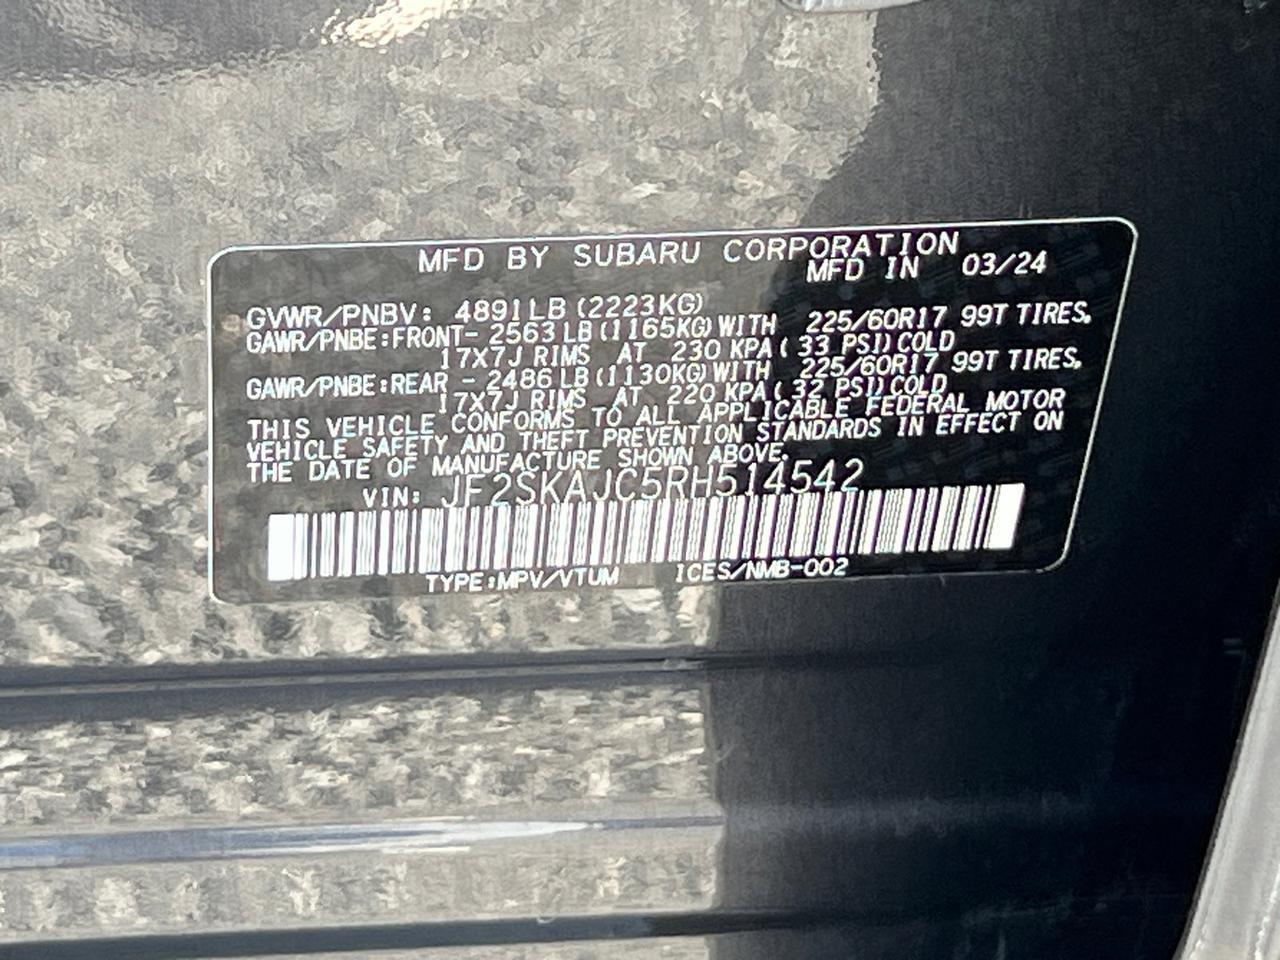 MFD BY SUBARU CORPORATION
MFD IN 03/24
GVWR/PNBV: 4891LB (2223KG)
GAWR/PNBE:FRONT- 2563LB(1165KG)WITH 225/60R17 99T TIRES.
17X7J RIMS AT 230 KPA( 33 PSI)COLD
GAWR/PNBE:REAR - 2486LB(1130KG)WITH 225/60R17 99T TIRES.
17X7J RIMS AT 220 KPA( 32 PSI)COLD
THIS VEHICLE CONFORMS TO ALL APPLICABLE FEDERAL MOTOR
VEHICLE SAFETY AND THEFT PREVENTION STANDARDS IN EFFECT ON
THE DATE OF MANUFACTURE SHOWN ABOVE.
VIN: JF2SKAJC5RH514542
TYPE:MPV/VTUM ICES/NMB-002